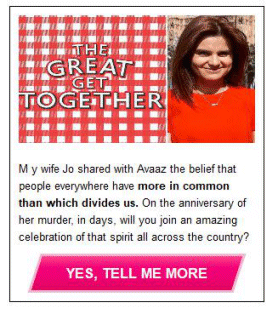 THE
GREAT
GET
TOGETHER
M y wife Jo shared with Avaaz the belief that
people everywhere have more in common
than which divides us. On the anniversary of
her murder, in days, will you join an amazing
celebration of that spirit all across the country?
YES, TELL ME MORE